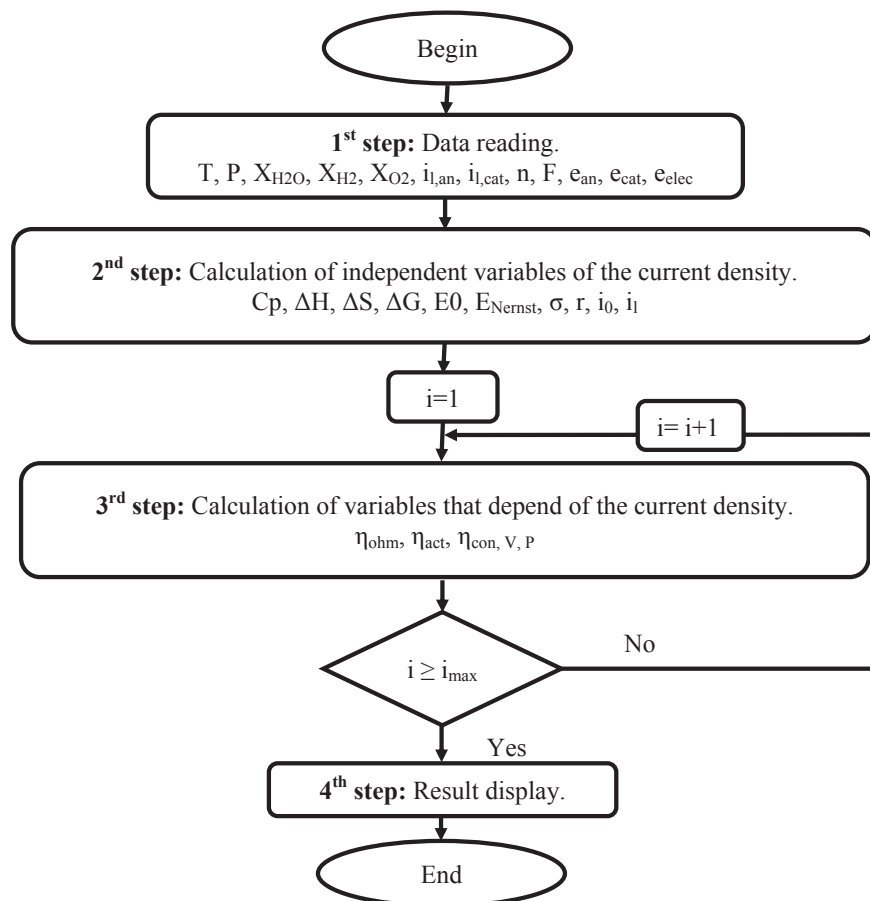 Begin
1st step: Data reading.
T, P, XH2O, XH2, XO2, il,an, il,cat, n, F, ean, ecat, eelec
2nd step: Calculation of independent variables of the current density.
Cp, ΔH, ΔS, ΔG, E0, ENernst, σ, r, i0, il
i=1
i= i+1
3rd step: Calculation of variables that depend of the current density.
ηohm, ηact, ηcon, V, P
i ≥ imax
No
Yes
4th step: Result display.
End